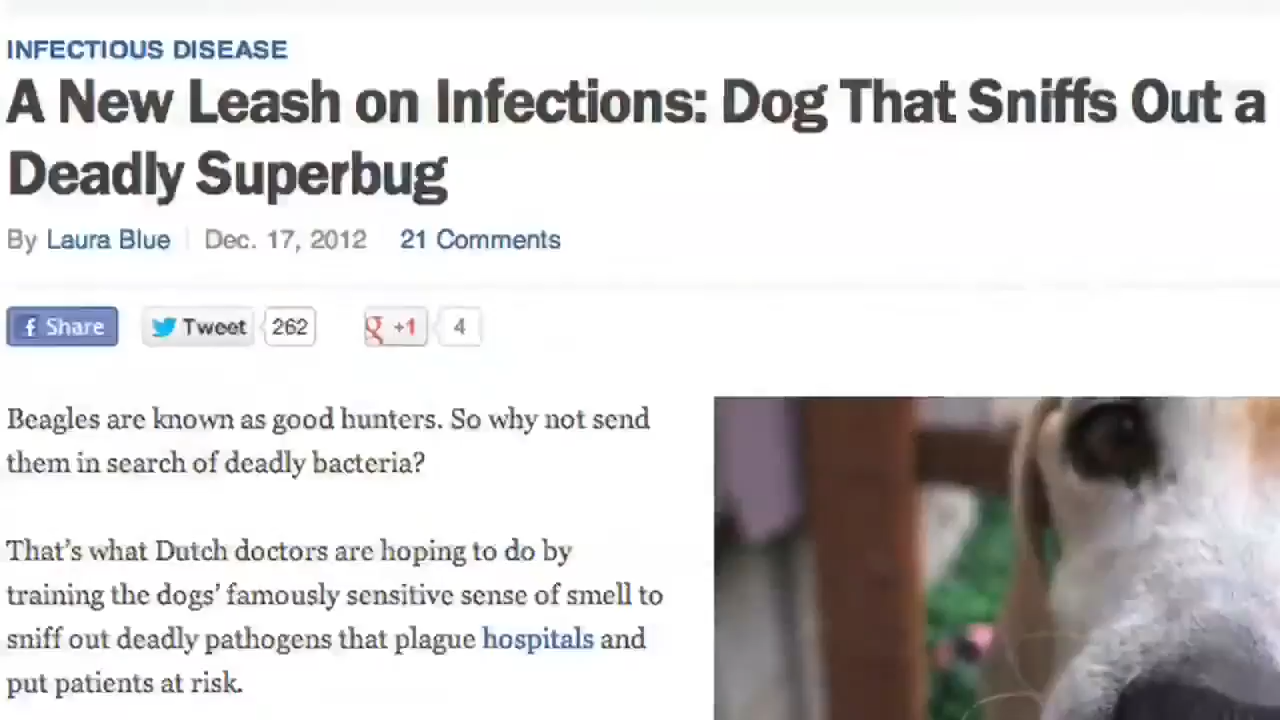 INFECTIOUS DISEASE
A New Leash on Infections: Dog That Sniffs Out a
Deadly Superbug
By Laura Blue Dec. 17, 2012 21 Comments
f Share Tweet 262 g +1 4
Beagles are known as good hunters. So why not send
them in search of deadly bacteria?
That's what Dutch doctors are hoping to do by
training the dogs' famously sensitive sense of smell to
sniff out deadly pathogens that plague hospitals and
put patients at risk.